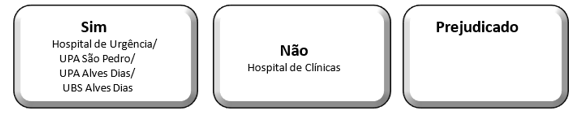 Sim
Hospital de Urgência/
UPA São Pedro/
UPA Alves Dias/
UBS Alves Dias
Não
Hospital de Clínicas
Prejudicado